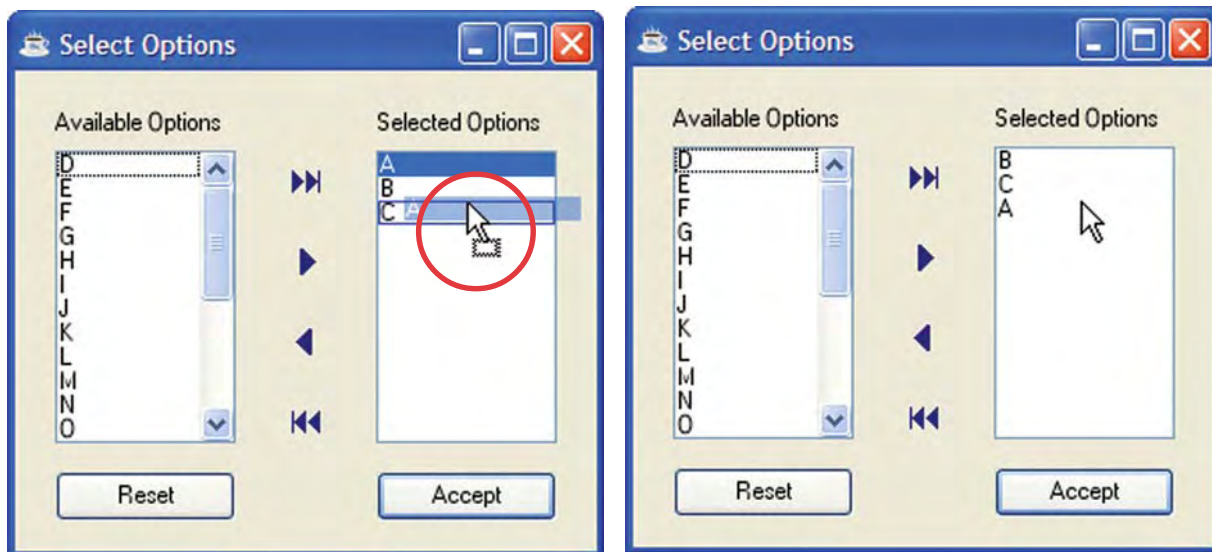 Select Options
Available Options
Selected Options
D
E
F
G
H
I
J
K
L
M
N
O
A
B
C A
Reset
Accept
Select Options
Available Options
Selected Options
D
E
F
G
H
I
J
K
L
M
N
O
B
C
A
Reset
Accept